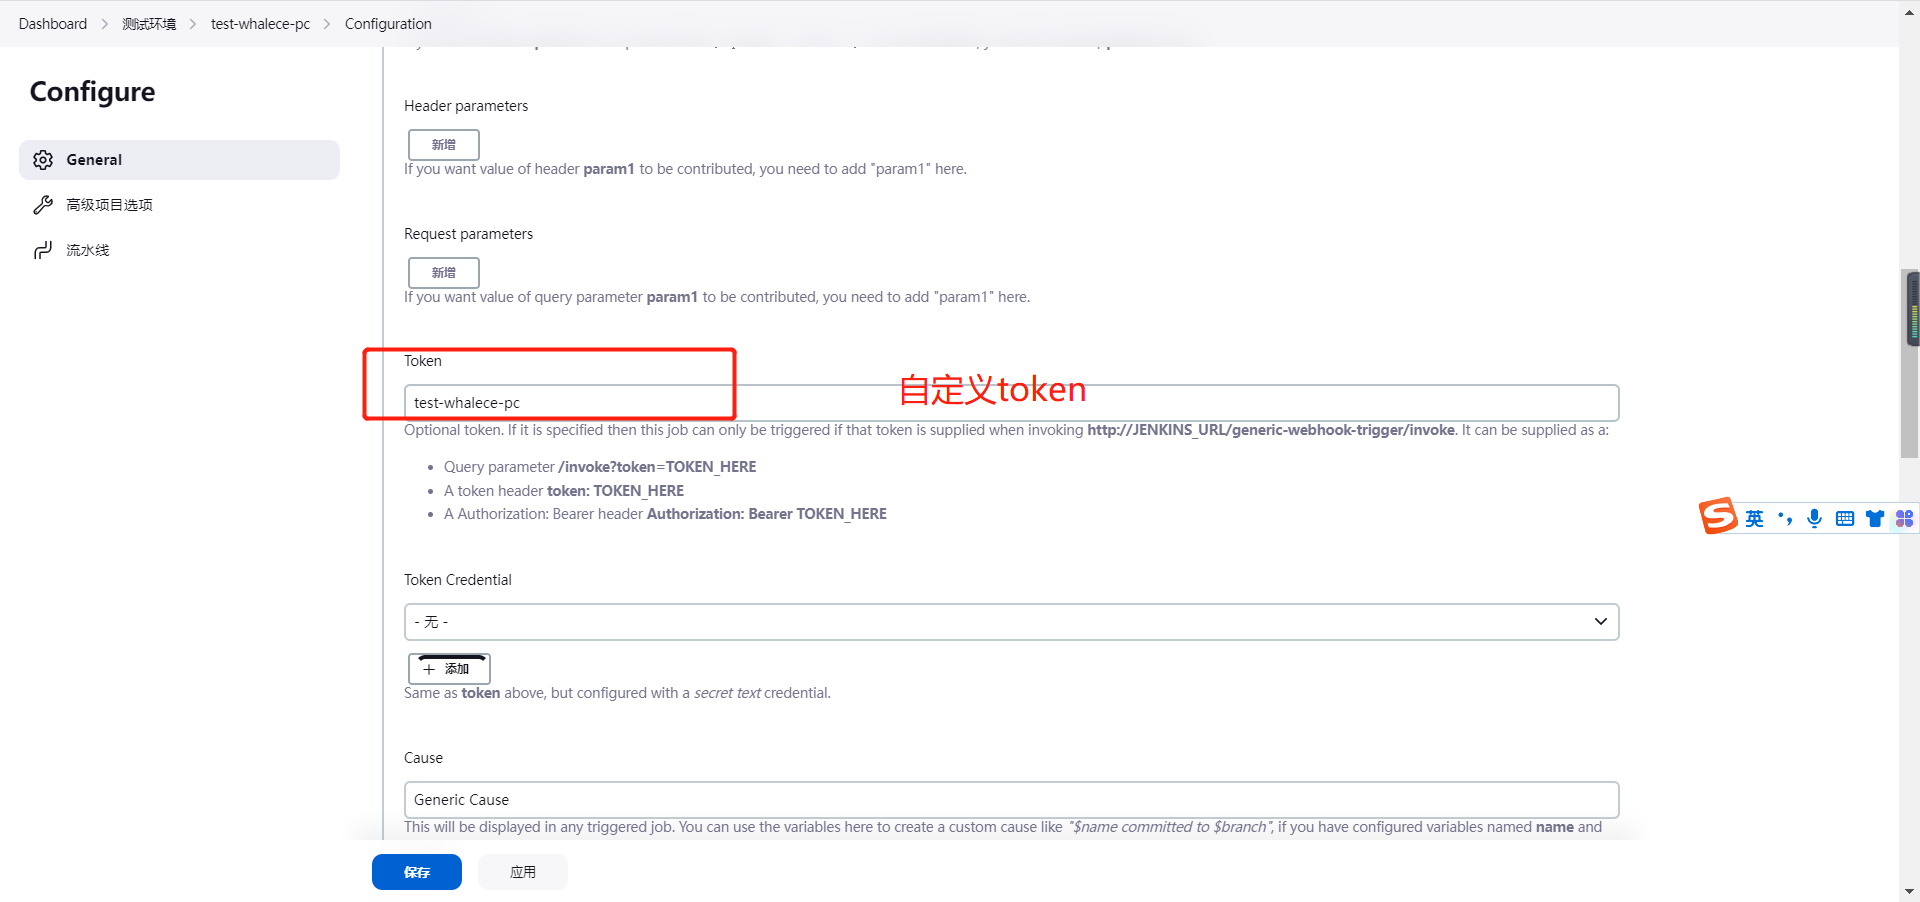 Dashboard > 测试环境 > test-whalece-pc > Configuration
Configure
General
高级项目选项
流水线
Header parameters
新增
If you want value of header param1 to be contributed, you need to add "param1" here.
Request parameters
新增
If you want value of query parameter param1 to be contributed, you need to add "param1" here.
Token
自定义token
test-whalece-pc
Optional token. If it is specified then this job can only be triggered if that token is supplied when invoking http://JENKINS_URL/generic-webhook-trigger/invoke. It can be supplied as a:
• Query parameter /invoke?token=TOKEN_HERE
• A token header token: TOKEN_HERE
• A Authorization: Bearer header Authorization: Bearer TOKEN_HERE
英
Token Credential
- 无 -
+ 添加
Same as token above, but configured with a secret text credential.
Cause
Generic Cause
This will be displayed in any triggered job. You can use the variables here to create a custom cause like "$name committed to $branch", if you have configured variables named name and
保存
应用